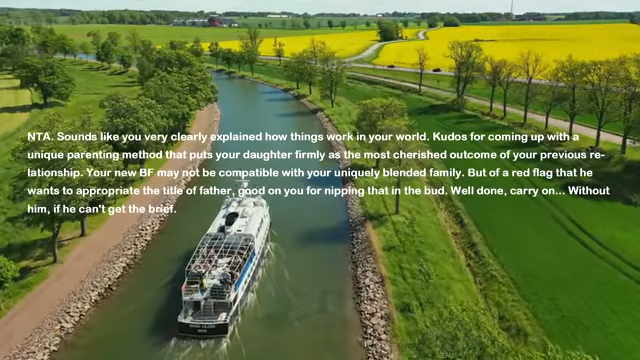 NTA. Sounds like you very clearly explained how things work in your world. Kudos for coming up with a
unique parenting method that puts your daughter firmly as the most cherished outcome of your previous re-
lationship. Your new BF may not be compatible with your uniquely blended family. But of a red flag that he
wants to appropriate the title of father, good on you for nipping that in the bud. Well done, carry on... Without
him, if he can't get the brief.